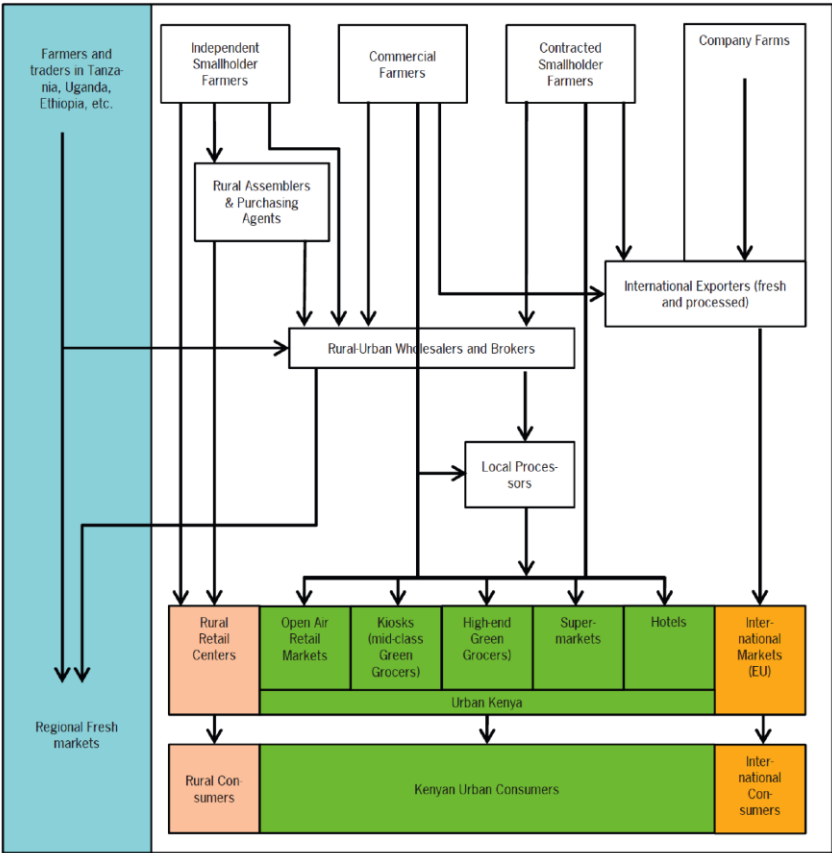 Farmers and
traders in Tanza-
nia, Uganda,
Ethiopia, etc.
Independent
Smallholder
Farmers
Commercial
Farmers
Contracted
Smallholder
Farmers
Company Farms
Rural Assemblers
& Purchasing
Agents
International Exporters (fresh
and processed)
Rural-Urban Wholesalers and Brokers
Local Proces-
sors
Rural
Retail
Centers
Open Air
Retail
Markets
Kiosks
(mid-class
Green
Grocers)
High-end
Green
Grocers)
Super-
markets
Hotels
Inter-
national
Markets
(EU)
Urban Kenya
Regional Fresh
markets
Rural Con-
sumers
Kenyan Urban Consumers
Inter-
national
Con-
sumers